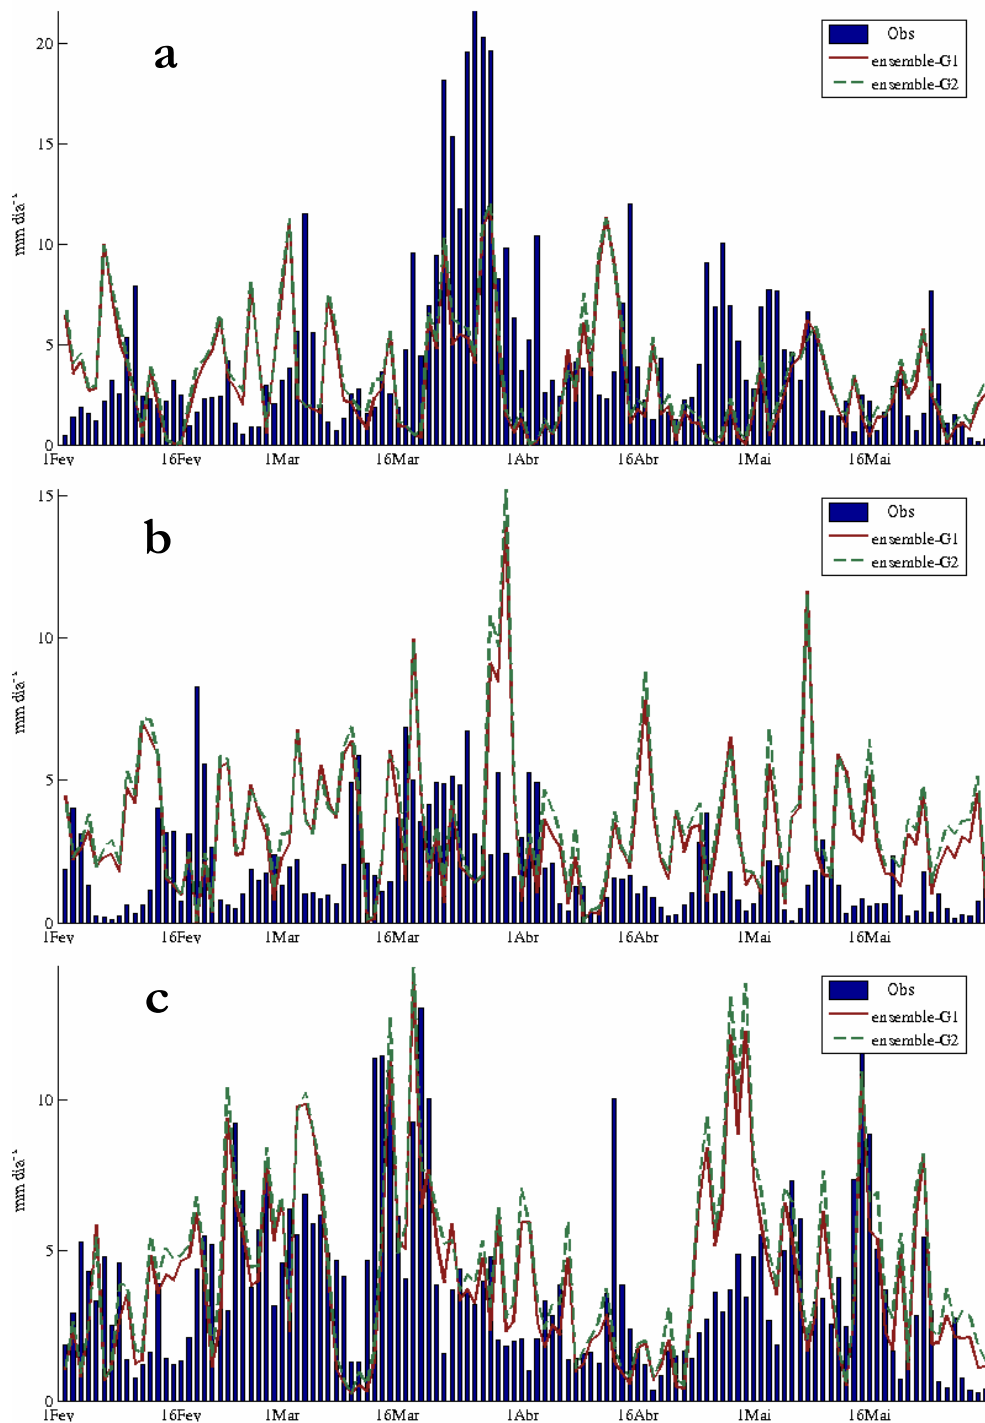 a
20
15
10
5
0
mm dia⁻¹
Obs
ensemble-G1
ensemble-G2
1Fev 16Fev 1Mar 16Mar 1Abr 16Abr 1Mai 16Mai
b
15
10
5
0
mm dia⁻¹
Obs
ensemble-G1
ensemble-G2
1Fev 16Fev 1Mar 16Mar 1Abr 16Abr 1Mai 16Mai
c
10
5
0
mm dia⁻¹
Obs
ensemble-G1
ensemble-G2
1Fev 16Fev 1Mar 16Mar 1Abr 16Abr 1Mai 16Mai